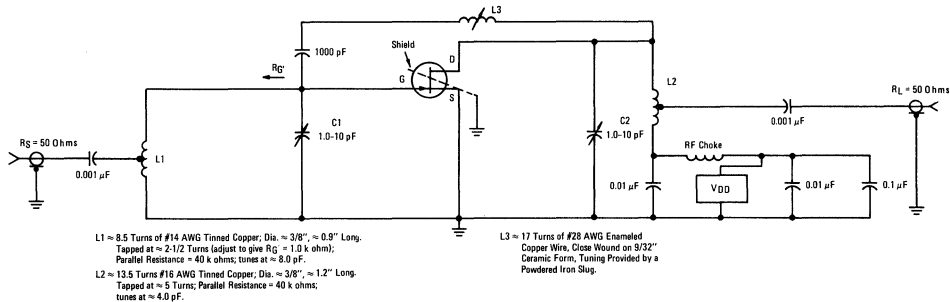 L3
1000 pF
Shield
RG'
D
G
S
L2
RL = 50 Ohms
C1
1.0-10 pF
C2
1.0-10 pF
0.001 µF
RS = 50 Ohms
L1
0.001 µF
RF Choke
0.01 µF
VDD
0.01 µF
0.1 µF
L1 ≈ 8.5 Turns of #14 AWG Tinned Copper; Dia. ≈ 3/8", ≈ 0.9" Long.
Tapped at ≈ 2-1/2 Turns (adjust to give RG' = 1.0 k ohm);
Parallel Resistance = 40 k ohms; tunes at ≈ 8.0 pF.
L2 ≈ 13.5 Turns #16 AWG Tinned Copper; Dia. ≈ 3/8", ≈ 1.2" Long.
Tapped at ≈ 5 Turns; Parallel Resistance = 40 k ohms;
tunes at ≈ 4.0 pF.
L3 ≈ 17 Turns of #28 AWG Enameled
Copper Wire, Close Wound on 9/32"
Ceramic Form, Tuning Provided by a
Powdered Iron Slug.